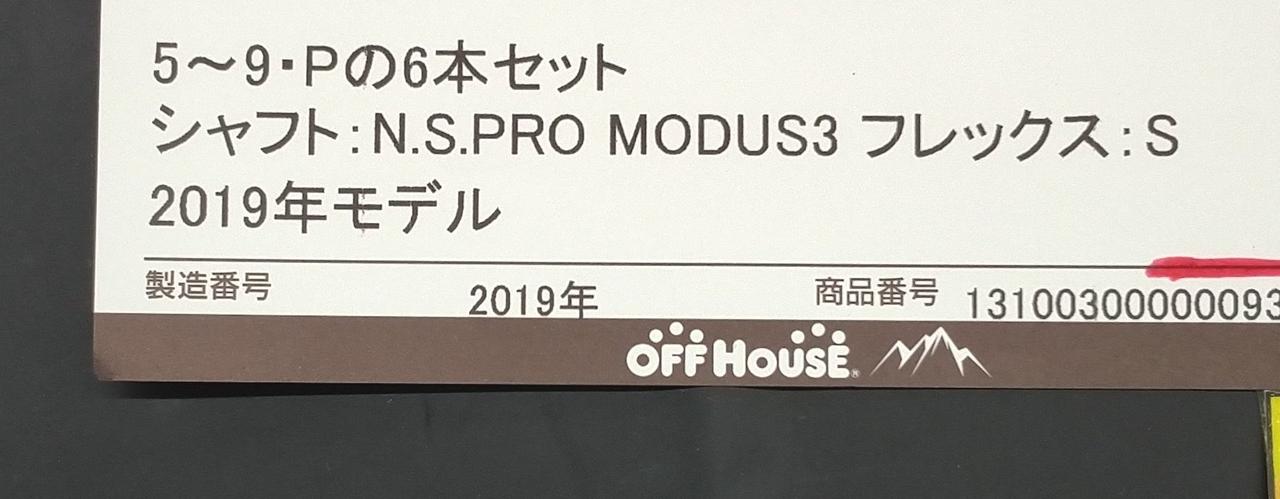 5～9・Pの6本セット
シャフト：N.S.PRO MODUS3 フレックス：S
2019年モデル
製造番号 2019年 商品番号 13100300000093
OFF HOUSE®